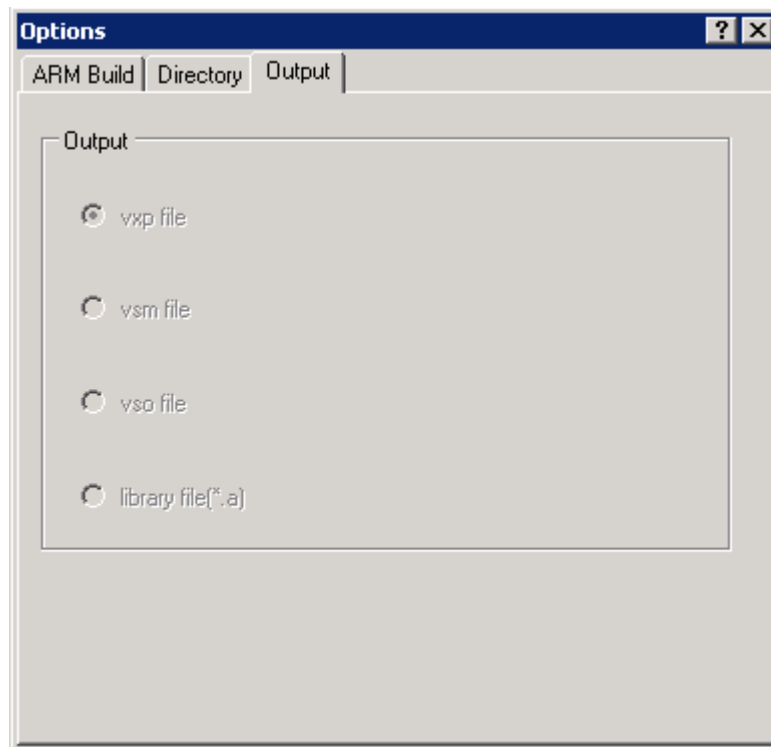 Options
ARM Build Directory Output
Output
vxp file
vsm file
vso file
library file(*.a)